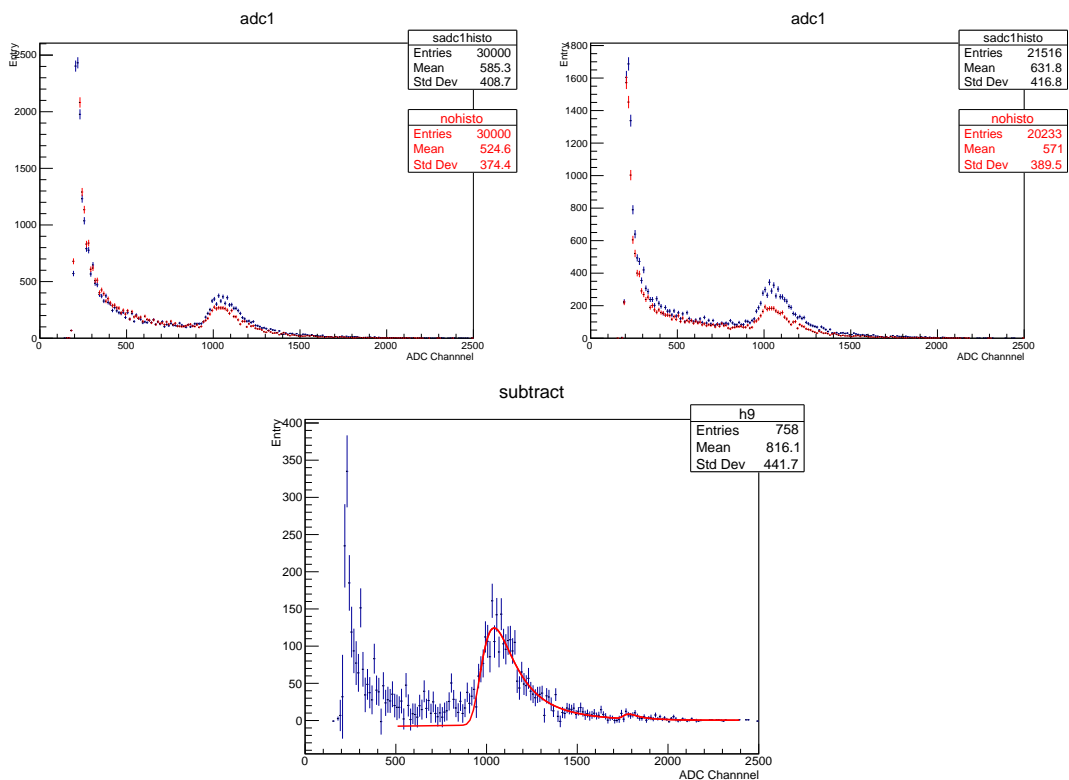 adc1
Entry
sadc1histo
Entries 30000
Mean 585.3
Std Dev 408.7
nohisto
Entries 30000
Mean 524.6
Std Dev 374.4
2500
2000
1500
1000
500
0
0 500 1000 1500 2000 2500
ADC Channnel
adc1
Entry
sadc1histo
Entries 21516
Mean 631.8
Std Dev 416.8
nohisto
Entries 20233
Mean 571
Std Dev 389.5
1800
1600
1400
1200
1000
800
600
400
200
0
0 500 1000 1500 2000 2500
ADC Channnel
subtract
Entry
h9
Entries 758
Mean 816.1
Std Dev 441.7
400
350
300
250
200
150
100
50
0
0 500 1000 1500 2000 2500
ADC Channnel